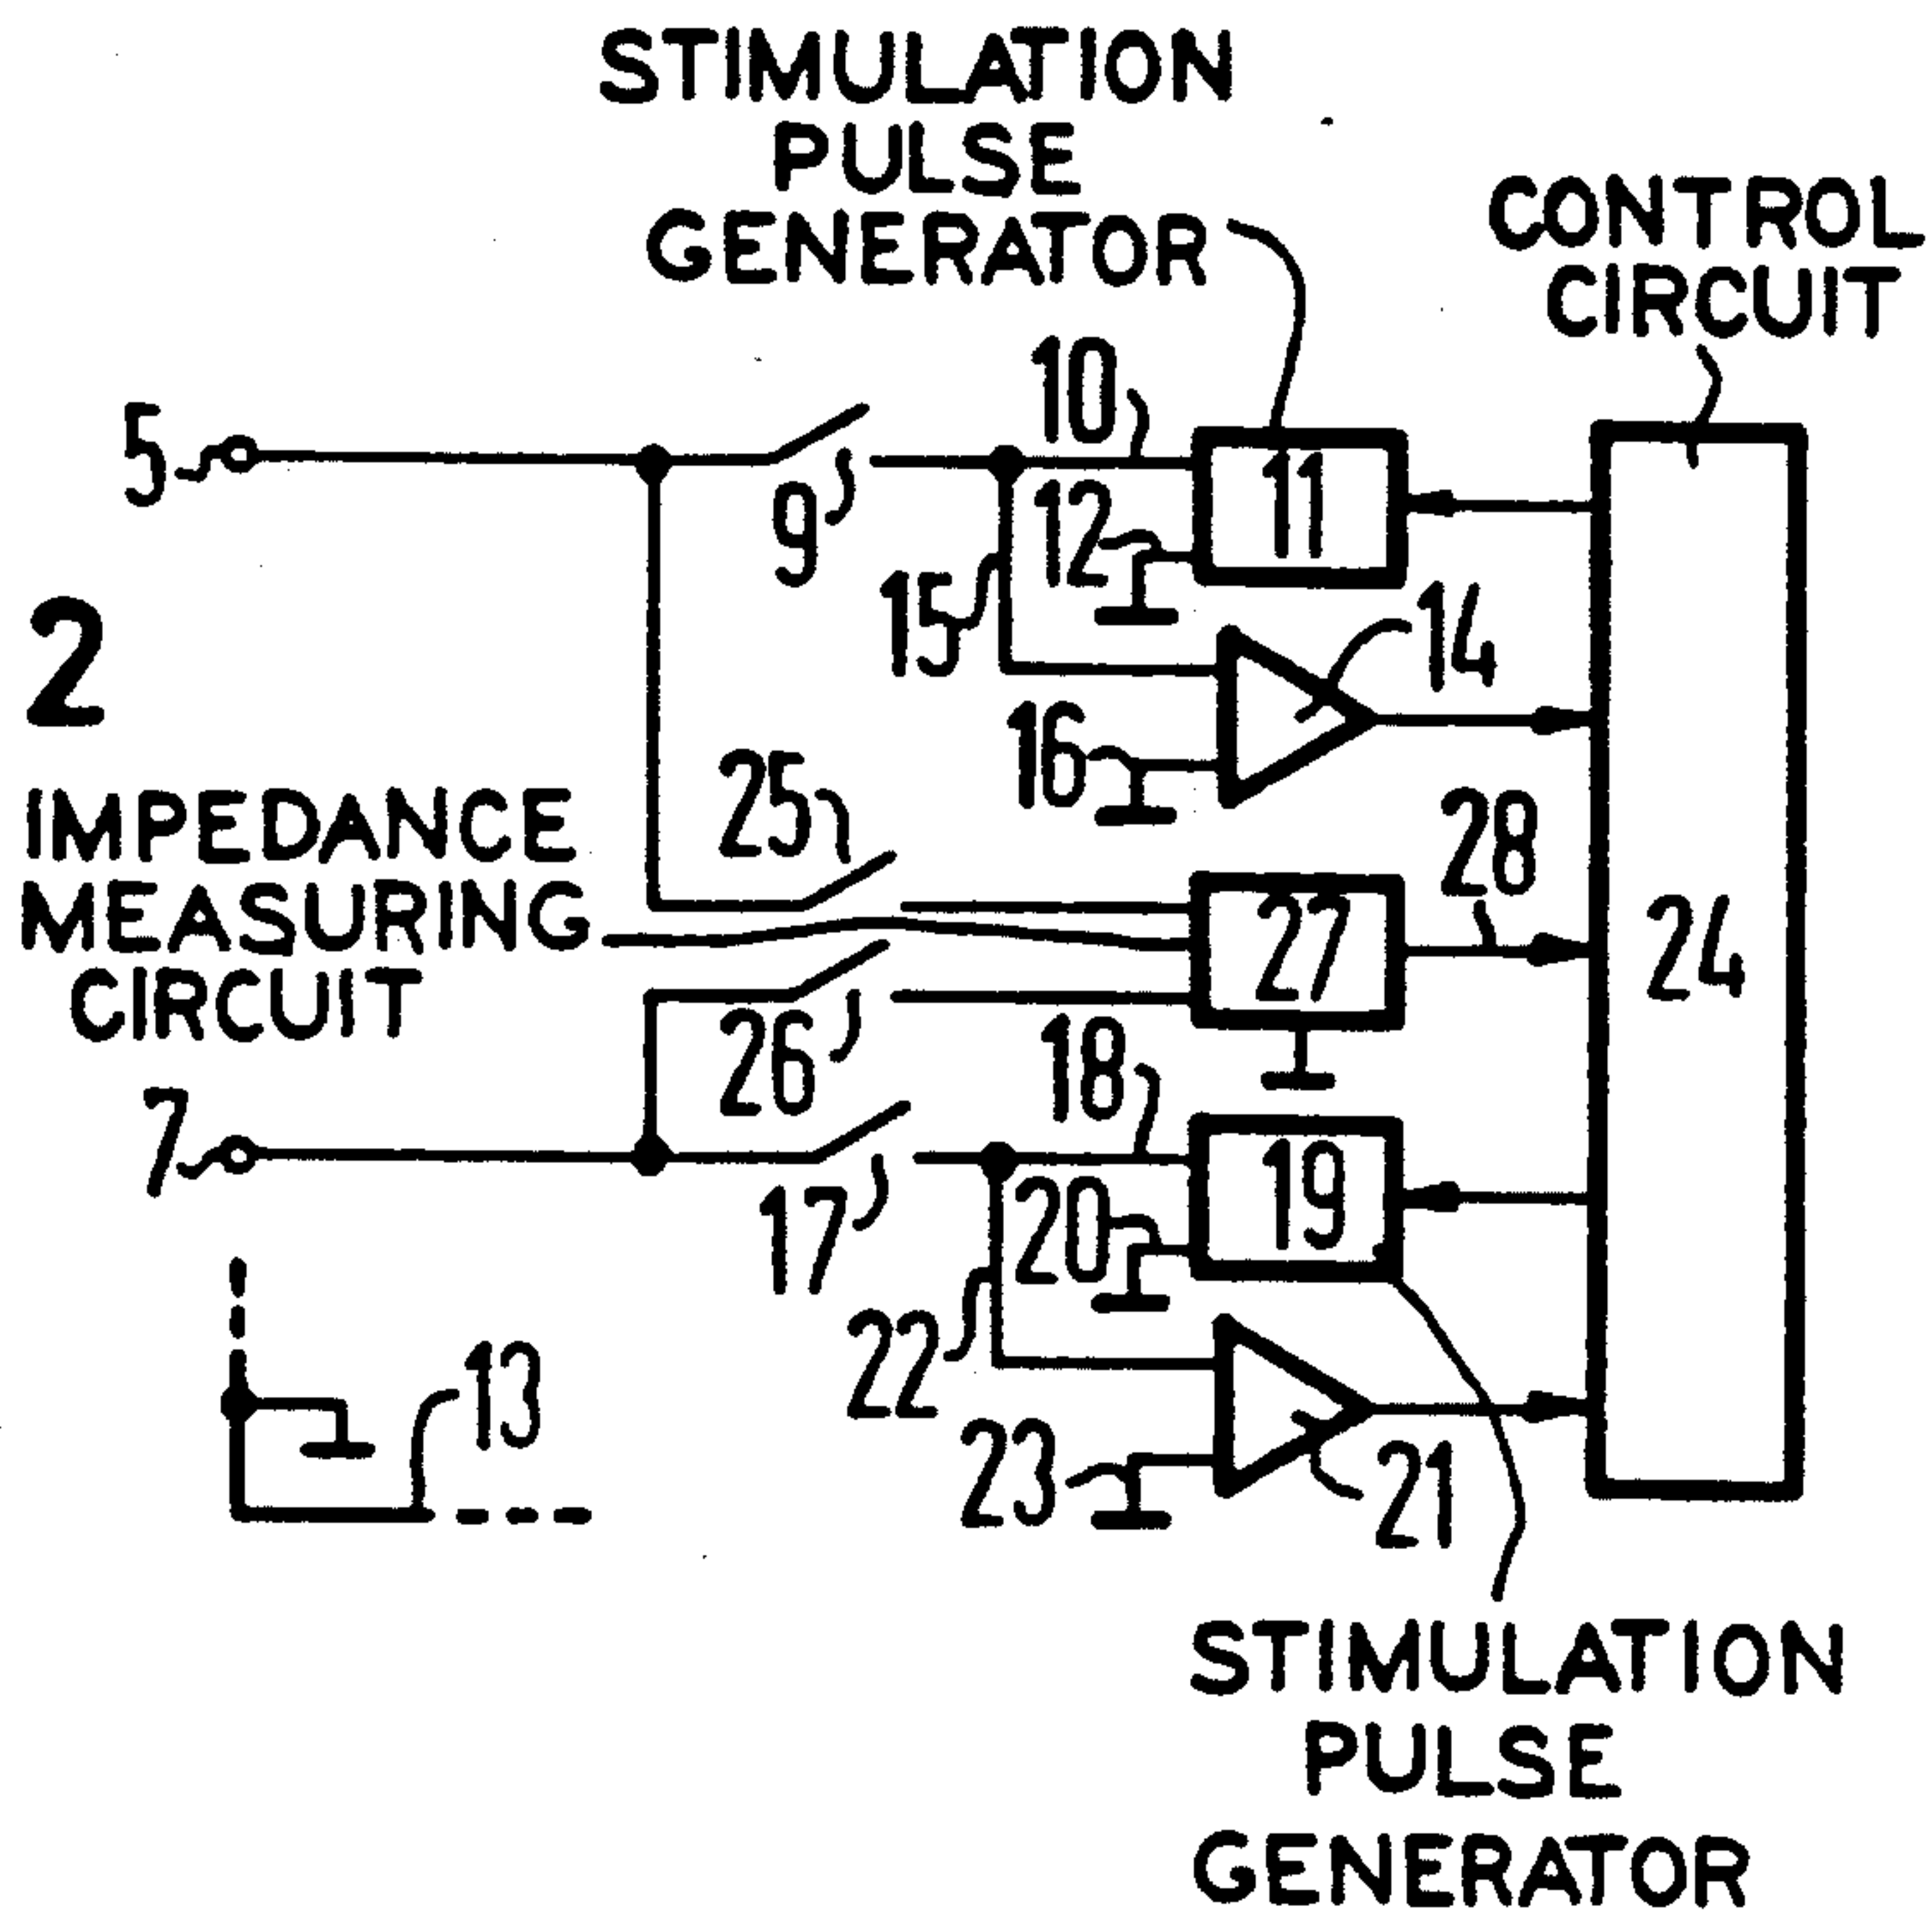 STIMULATION
PULSE
GENERATOR
CONTROL
CIRCUIT
10
5
9
11
12
15
14
2
16
25
IMPEDANCE
MEASURING
CIRCUIT
28
27
24
26
18
7
17
19
20
22
13
23
21
STIMULATION
PULSE
GENERATOR